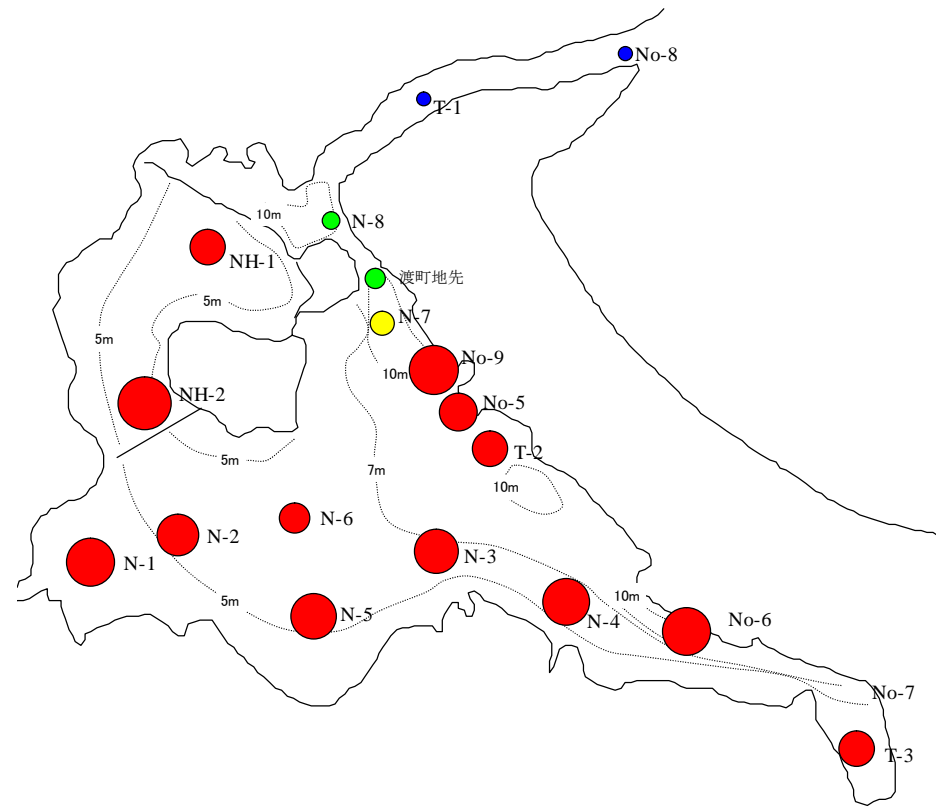 No-8
T-1
10m
N-8
NH-1
渡町地先
5m
N-7
5m
No-9
10m
NH-2
No-5
T-2
5m
7m
10m
N-6
N-2
N-3
N-1
10m
5m
N-5
N-4
No-6
No-7
T-3